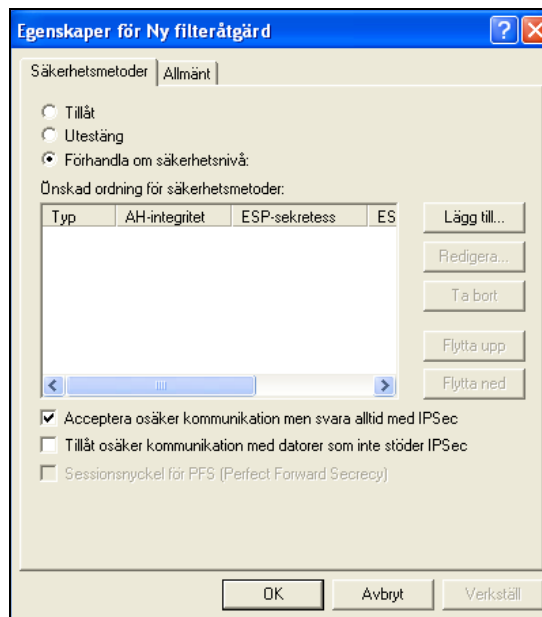 Egenskaper för Ny filteråtgärd
Säkerhetsmetoder
Allmänt
Tillåt
Utestäng
Förhandla om säkerhetsnivå:
Önskad ordning för säkerhetsmetoder:
Typ AH-integritet ESP-sekretess ES
Lägg till...
Redigera...
Ta bort
Flytta upp
Flytta ned
Acceptera osäker kommunikation men svara alltid med IPSec
Tillåt osäker kommunikation med datorer som inte stöder IPSec
Sessionsnyckel för PFS (Perfect Forward Secrecy)
OK Avbryt Verkställ